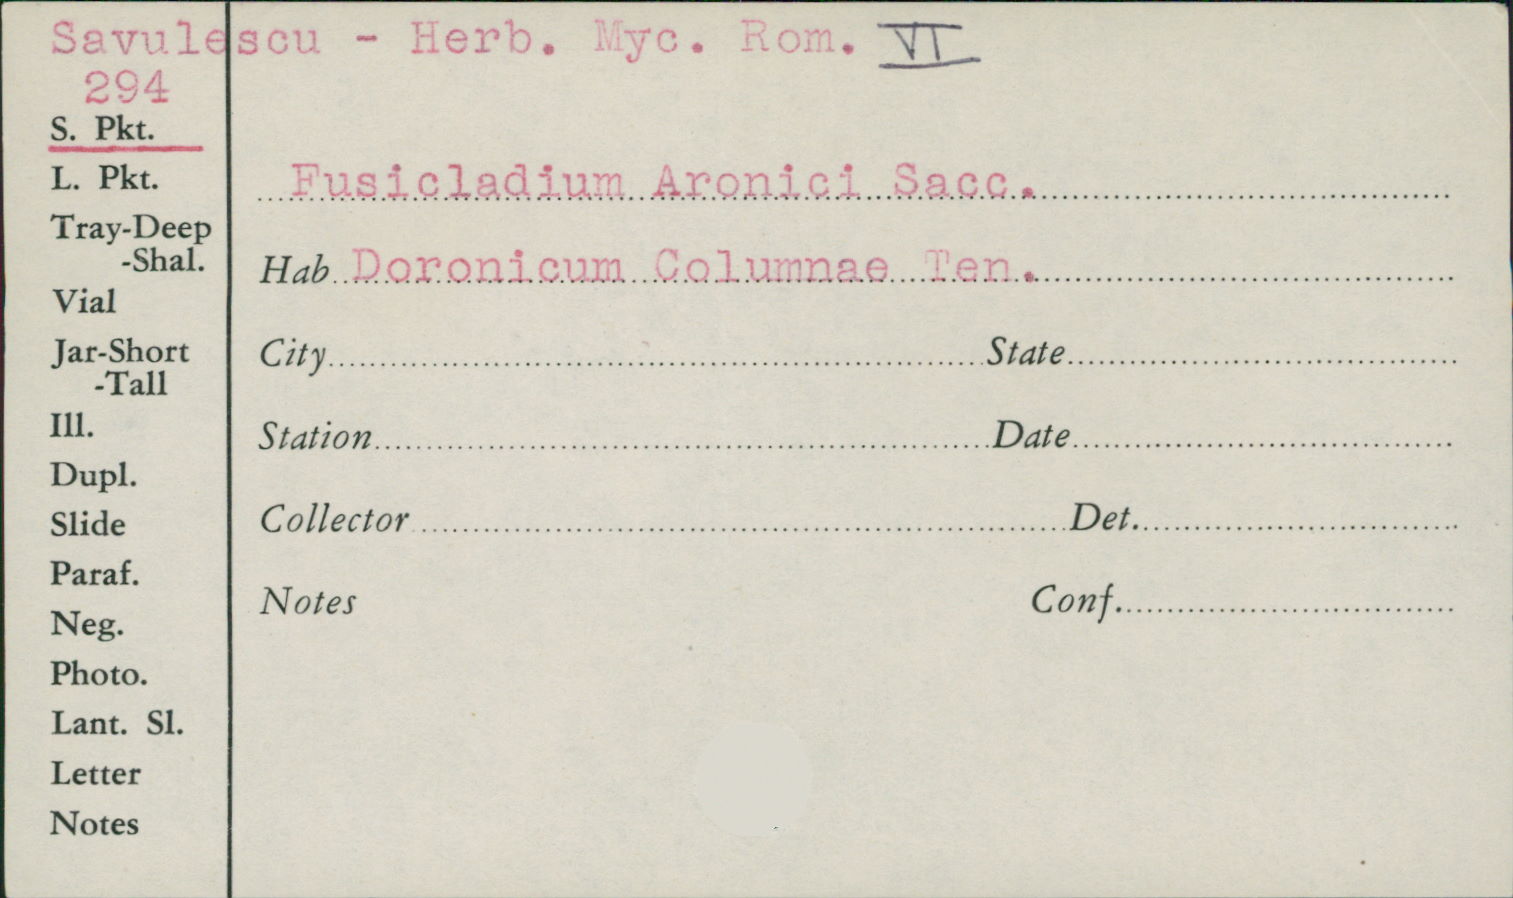 Savulescu - Herb. Myc. Rom. VI
294
S. Pkt.
L. Pkt.
Tray-Deep
-Shal.
Vial
Jar-Short
-Tall
Ill.
Dupl.
Slide
Paraf.
Neg.
Photo.
Lant. Sl.
Letter
Notes
Fusicladium Aronici Sacc.
Hab Doronicum Columnae Ten.
City State
Station Date
Collector Det.
Notes Conf.